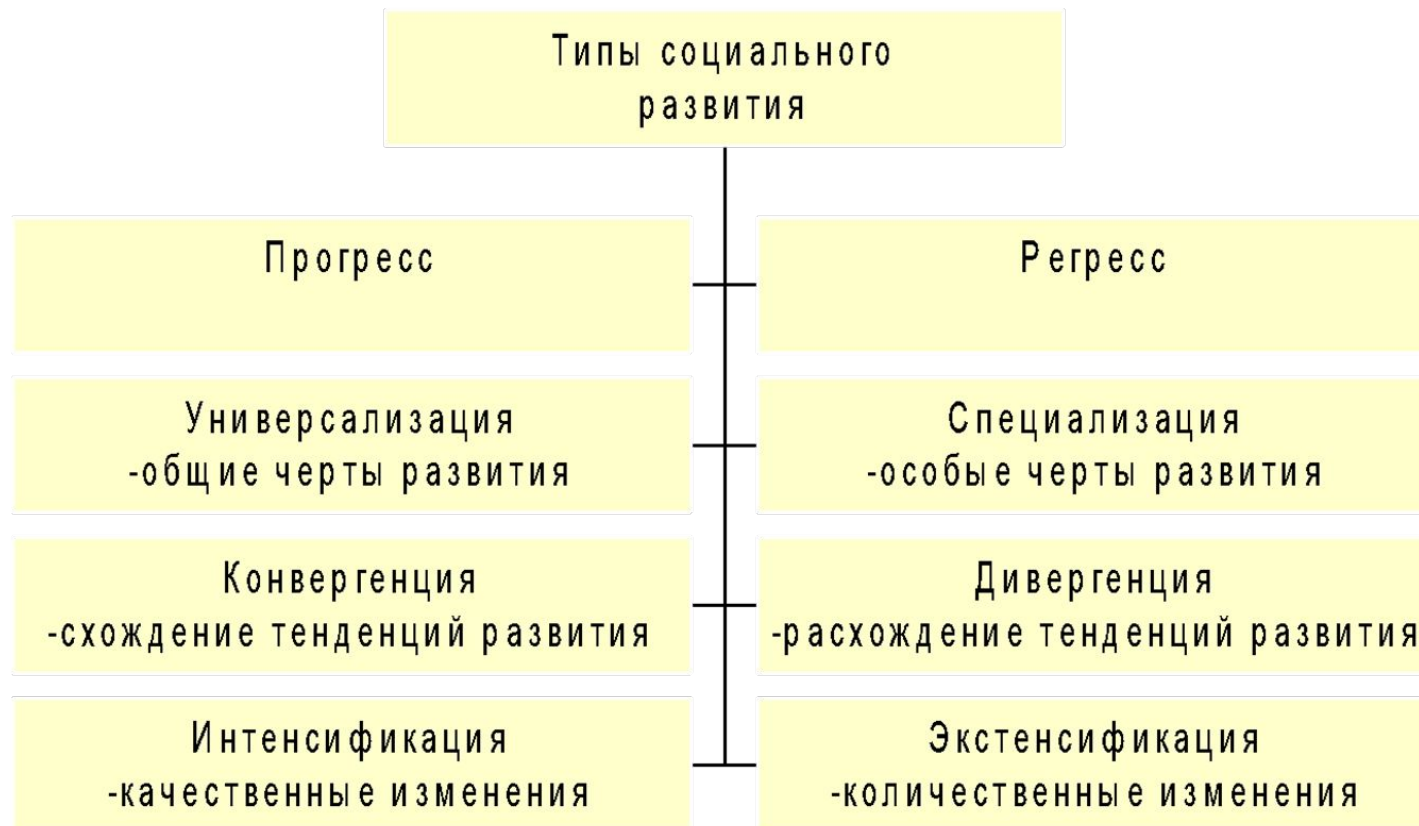 Типы социального
развития
Прогресс
Регресс
Универсализация
-общие черты развития
Специализация
-особые черты развития
Конвергенция
-схождение тенденций развития
Дивергенция
-расхождение тенденций развития
Интенсификация
-качественные изменения
Экстенсификация
-количественные изменения